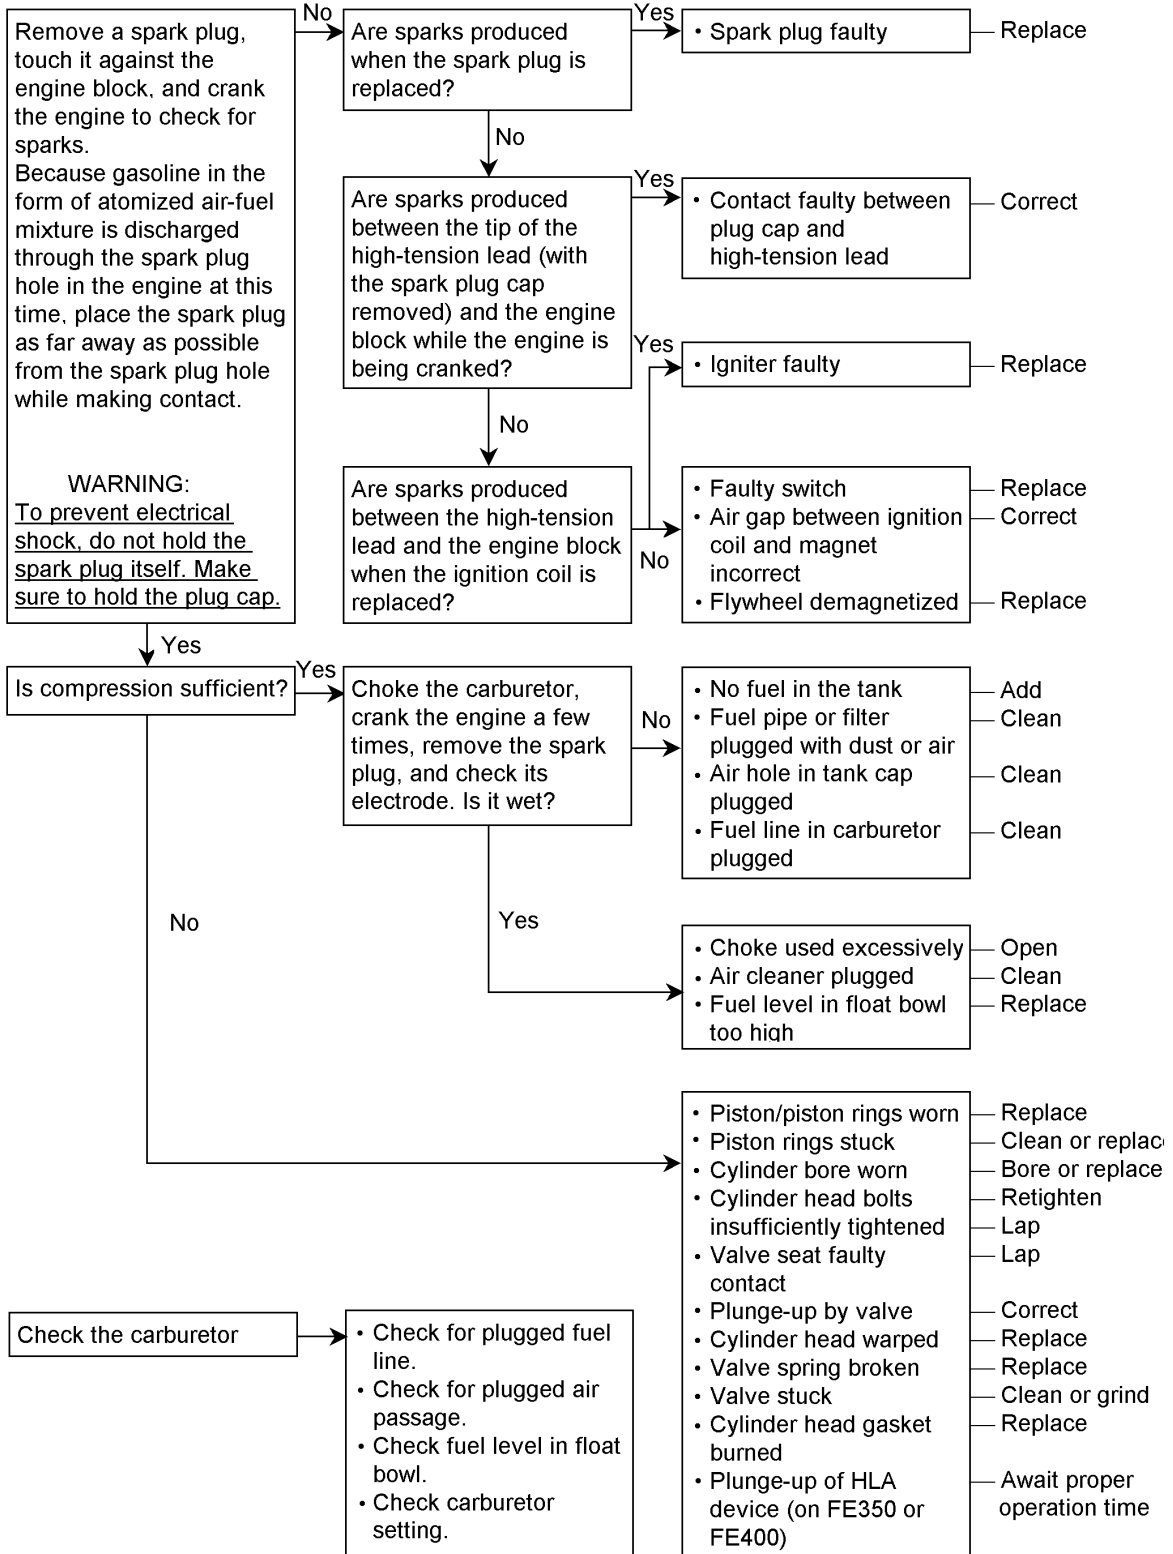 Remove a spark plug,
touch it against the
engine block, and crank
the engine to check for
sparks.
Because gasoline in the
form of atomized air-fuel
mixture is discharged
through the spark plug
hole in the engine at this
time, place the spark plug
as far away as possible
from the spark plug hole
while making contact.
WARNING:
To prevent electrical
shock, do not hold the
spark plug itself. Make
sure to hold the plug cap.
No
Are sparks produced
when the spark plug is
replaced?
Yes
• Spark plug faulty
Replace
No
Are sparks produced
between the tip of the
high-tension lead (with
the spark plug cap
removed) and the engine
block while the engine is
being cranked?
Yes
• Contact faulty between
plug cap and
high-tension lead
Correct
No
Are sparks produced
between the high-tension
lead and the engine block
when the ignition coil is
replaced?
Yes
• Igniter faulty
Replace
No
• Faulty switch
Replace
• Air gap between ignition
coil and magnet
incorrect
Correct
• Flywheel demagnetized
Replace
Yes
Is compression sufficient?
Yes
Choke the carburetor,
crank the engine a few
times, remove the spark
plug, and check its
electrode. Is it wet?
No
• No fuel in the tank
Add
• Fuel pipe or filter
plugged with dust or air
Clean
• Air hole in tank cap
plugged
Clean
• Fuel line in carburetor
plugged
Clean
Yes
• Choke used excessively
Open
• Air cleaner plugged
Clean
• Fuel level in float bowl
too high
Replace
No
• Piston/piston rings worn
Replace
• Piston rings stuck
Clean or replace
• Cylinder bore worn
Bore or replace
• Cylinder head bolts
Retighten
insufficiently tightened
Lap
• Valve seat faulty
Lap
contact
• Plunge-up by valve
Correct
• Cylinder head warped
Replace
• Valve spring broken
Replace
• Valve stuck
Clean or grind
• Cylinder head gasket
burned
Replace
• Plunge-up of HLA
device (on FE350 or
FE400)
Await proper
operation time
Check the carburetor
• Check for plugged fuel
line.
• Check for plugged air
passage.
• Check fuel level in float
bowl.
• Check carburetor
setting.